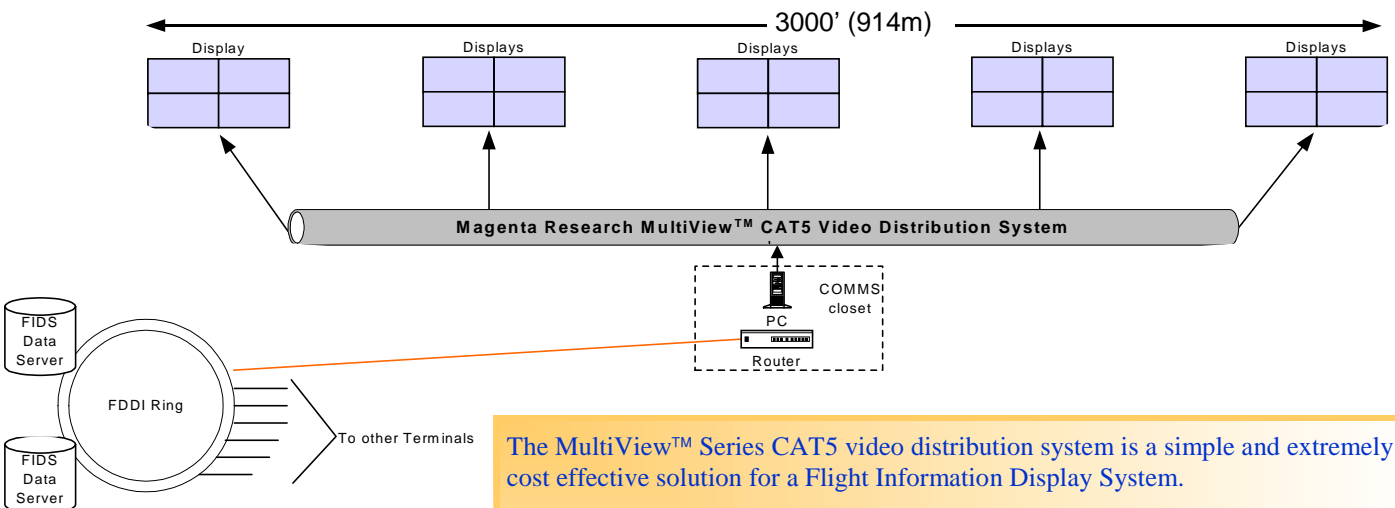 3000' (914m)
Display
Displays
Displays
Displays
Displays
Magenta Research MultiView™ CAT5 Video Distribution System
COMMS
closet
PC
Router
FIDS
Data
Server
FDDI Ring
To other Terminals
FIDS
Data
Server
The MultiView™ Series CAT5 video distribution system is a simple and extremely
cost effective solution for a Flight Information Display System.